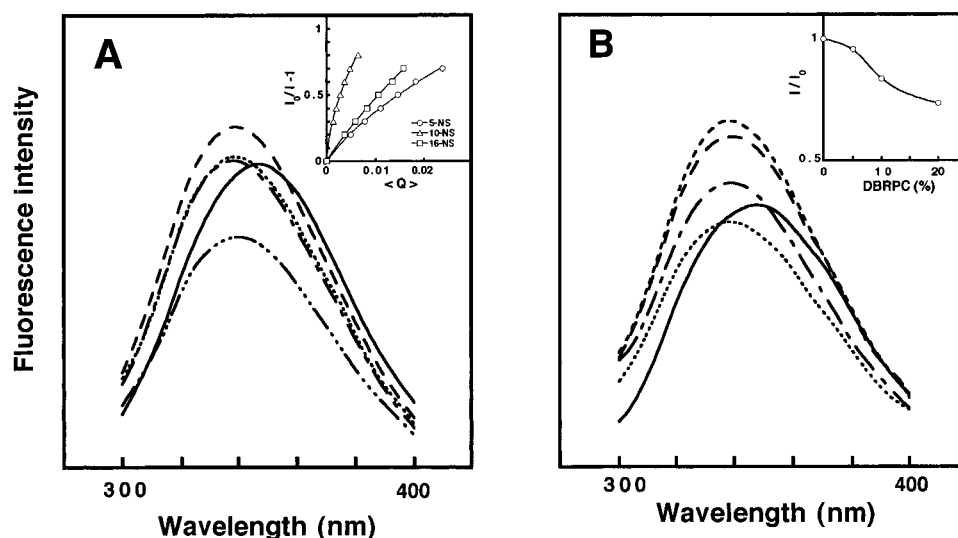 A
I₀/I -1
1
0.5
0
0 0.01 0.02
< Q >
5-NS
10-NS
16-NS
Fluorescence intensity
300 400
Wavelength (nm)
B
I / I₀
1
0.5
0 10 20
DBRPC (%)
300 400
Wavelength (nm)